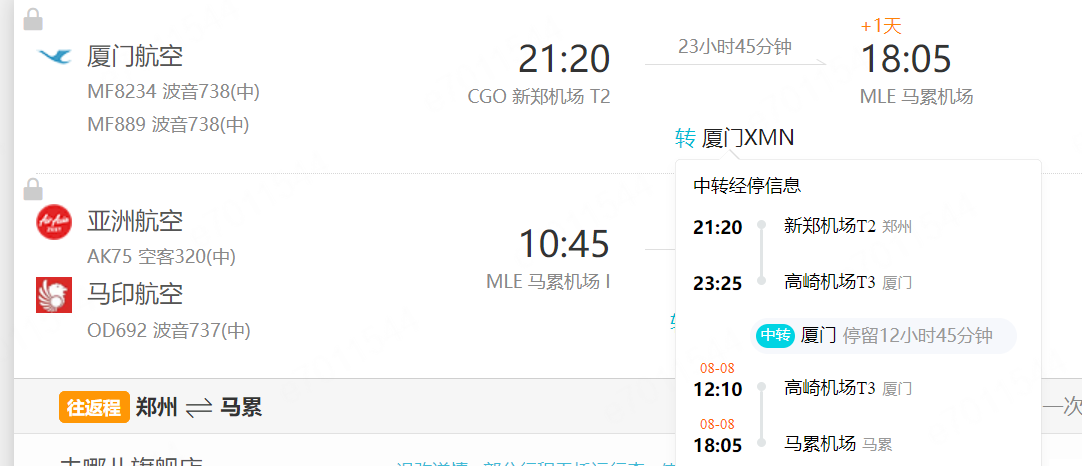 厦门航空
MF8234 波音738(中)
MF889 波音738(中)
21:20
CGO 新郑机场 T2
23小时45分钟
+1天
18:05
MLE 马累机场
转 厦门XMN
中转经停信息
21:20 新郑机场T2 郑州
23:25 高崎机场T3 厦门
中转 厦门 停留12小时45分钟
08-08
12:10 高崎机场T3 厦门
08-08
18:05 马累机场 马累
亚洲航空
AK75 空客320(中)
马印航空
OD692 波音737(中)
10:45
MLE 马累机场 I
往返程 郑州 ⇌ 马累
一次